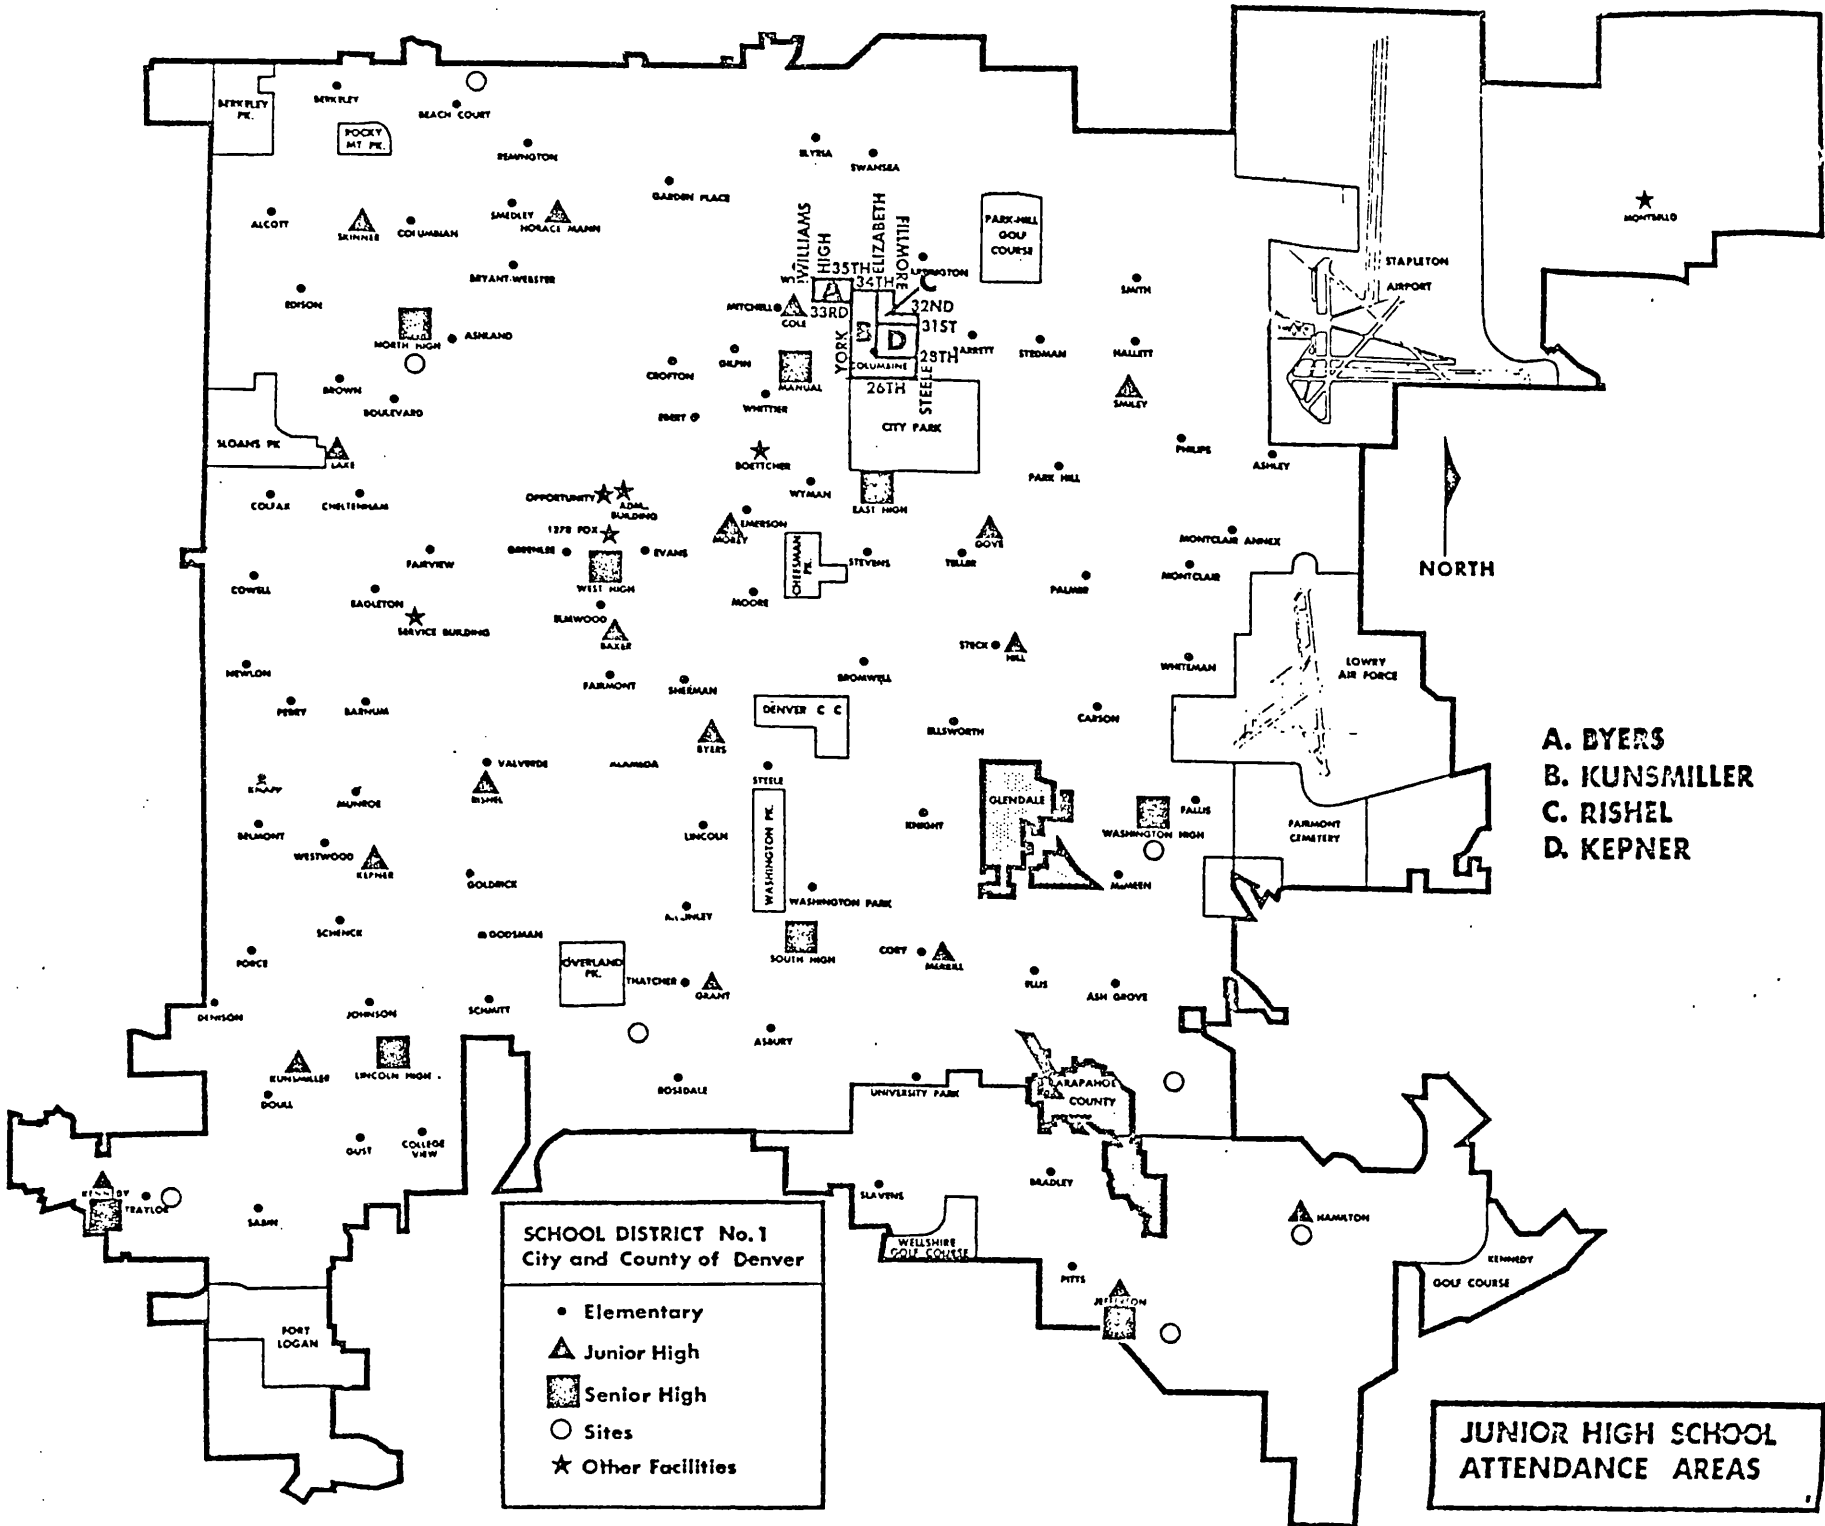 BERKELEY
PK.
BERKELEY
BEACH COURT
ROCKY
MT PK.
REMINGTON
ELYRIA
SWANSEA
GARDEN PLACE
ALCOTT
SKINNER
COLUMBIAN
SMEDLEY
HORACE MANN
BRYANT-WEBSTER
WILLIAMS
HIGH
ELIZABETH
FILLMORE
PARK-HILL
GOLF
COURSE
MONTBELLO
STAPLETON
AIRPORT
EDISON
NORTH HIGH
ASHLAND
35TH
34TH
A
C
MITCHELL
COLE
33RD
32ND
31ST
B
D
YORK
28TH
COLUMBINE
26TH
STEELE
SMITH
BARRETT
STEDMAN
HALLETT
SMILEY
GILPIN
CROFTON
MANUAL
WHITTIER
EBERT
BROWN
BOULEVARD
SLOANS PK
LAKE
CITY PARK
PHILIPS
ASHLEY
BOETTCHER
PARK HILL
WYMAN
EAST HIGH
COLFAX
CHELTENHAM
OPPORTUNITY
ADM.
BUILDING
1278 FOX
EMERSON
MOREY
GOVE
MONTCLAIR ANNEX
FAIRVIEW
GREENLEE
EVANS
WEST HIGH
CHEESMAN
PK.
STEVENS
TELLER
MONTCLAIR
NORTH
COWELL
EAGLETON
ELMWOOD
MOORE
PALMER
SERVICE BUILDING
BAKER
STECK
HILL
WHITEMAN
LOWRY
AIR FORCE
NEWLON
FAIRMONT
SHERMAN
BROMWELL
PERRY
BARNUM
DENVER C C
CARSON
BYERS
ELLSWORTH
VALVERDE
ALAMEDA
STEELE
KNAPP
MUNROE
RISHEL
GLENDALE
FALLIS
WASHINGTON HIGH
FAIRMONT
CEMETERY
A. BYERS
B. KUNSMILLER
C. RISHEL
D. KEPNER
BELMONT
LINCOLN
WASHINGTON PK.
KNIGHT
WESTWOOD
KEPNER
GOLDRICK
McMEEN
WASHINGTON PARK
McKINLEY
SCHENCK
GODSMAN
SOUTH HIGH
CORY
MERRILL
FORCE
OVERLAND
PK.
THATCHER
GRANT
ELLIS
ASH GROVE
DENISON
JOHNSON
SCHMITT
ASBURY
KUNSMILLER
LINCOLN HIGH
DOULL
ROSEDALE
UNIVERSITY PARK
ARAPAHOE
COUNTY
GUST
COLLEGE
VIEW
KENNEDY
TRAYLOR
SABIN
SLAVENS
BRADLEY
HAMILTON
WELLSHIRE
GOLF COURSE
KENNEDY
GOLF COURSE
PITTS
JEFFERSON
FORT
LOGAN
SCHOOL DISTRICT No. 1
City and County of Denver
Elementary
Junior High
Senior High
Sites
Other Facilities
JUNIOR HIGH SCHOOL
ATTENDANCE AREAS